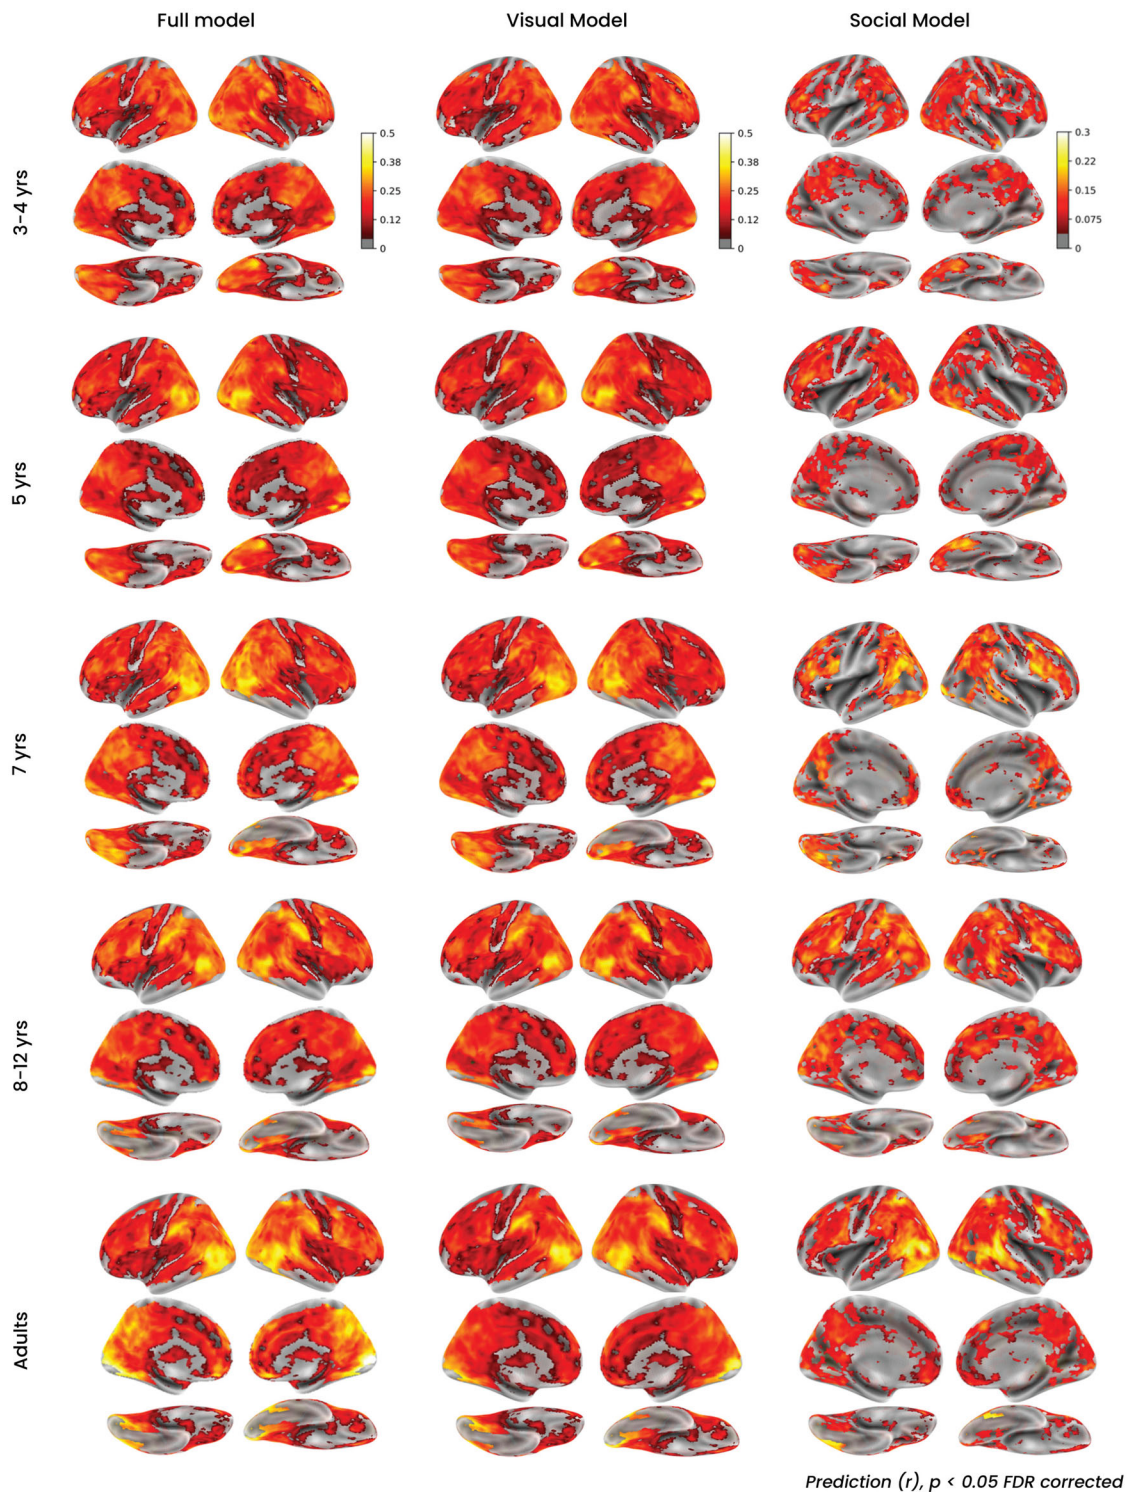 Full model
Visual Model
Social Model
3-4 yrs
0.5
0.38
0.25
0.12
0
0.5
0.38
0.25
0.12
0
0.3
0.22
0.15
0.075
0
5 yrs
7 yrs
8-12 yrs
Adults
Prediction (r), p < 0.05 FDR corrected